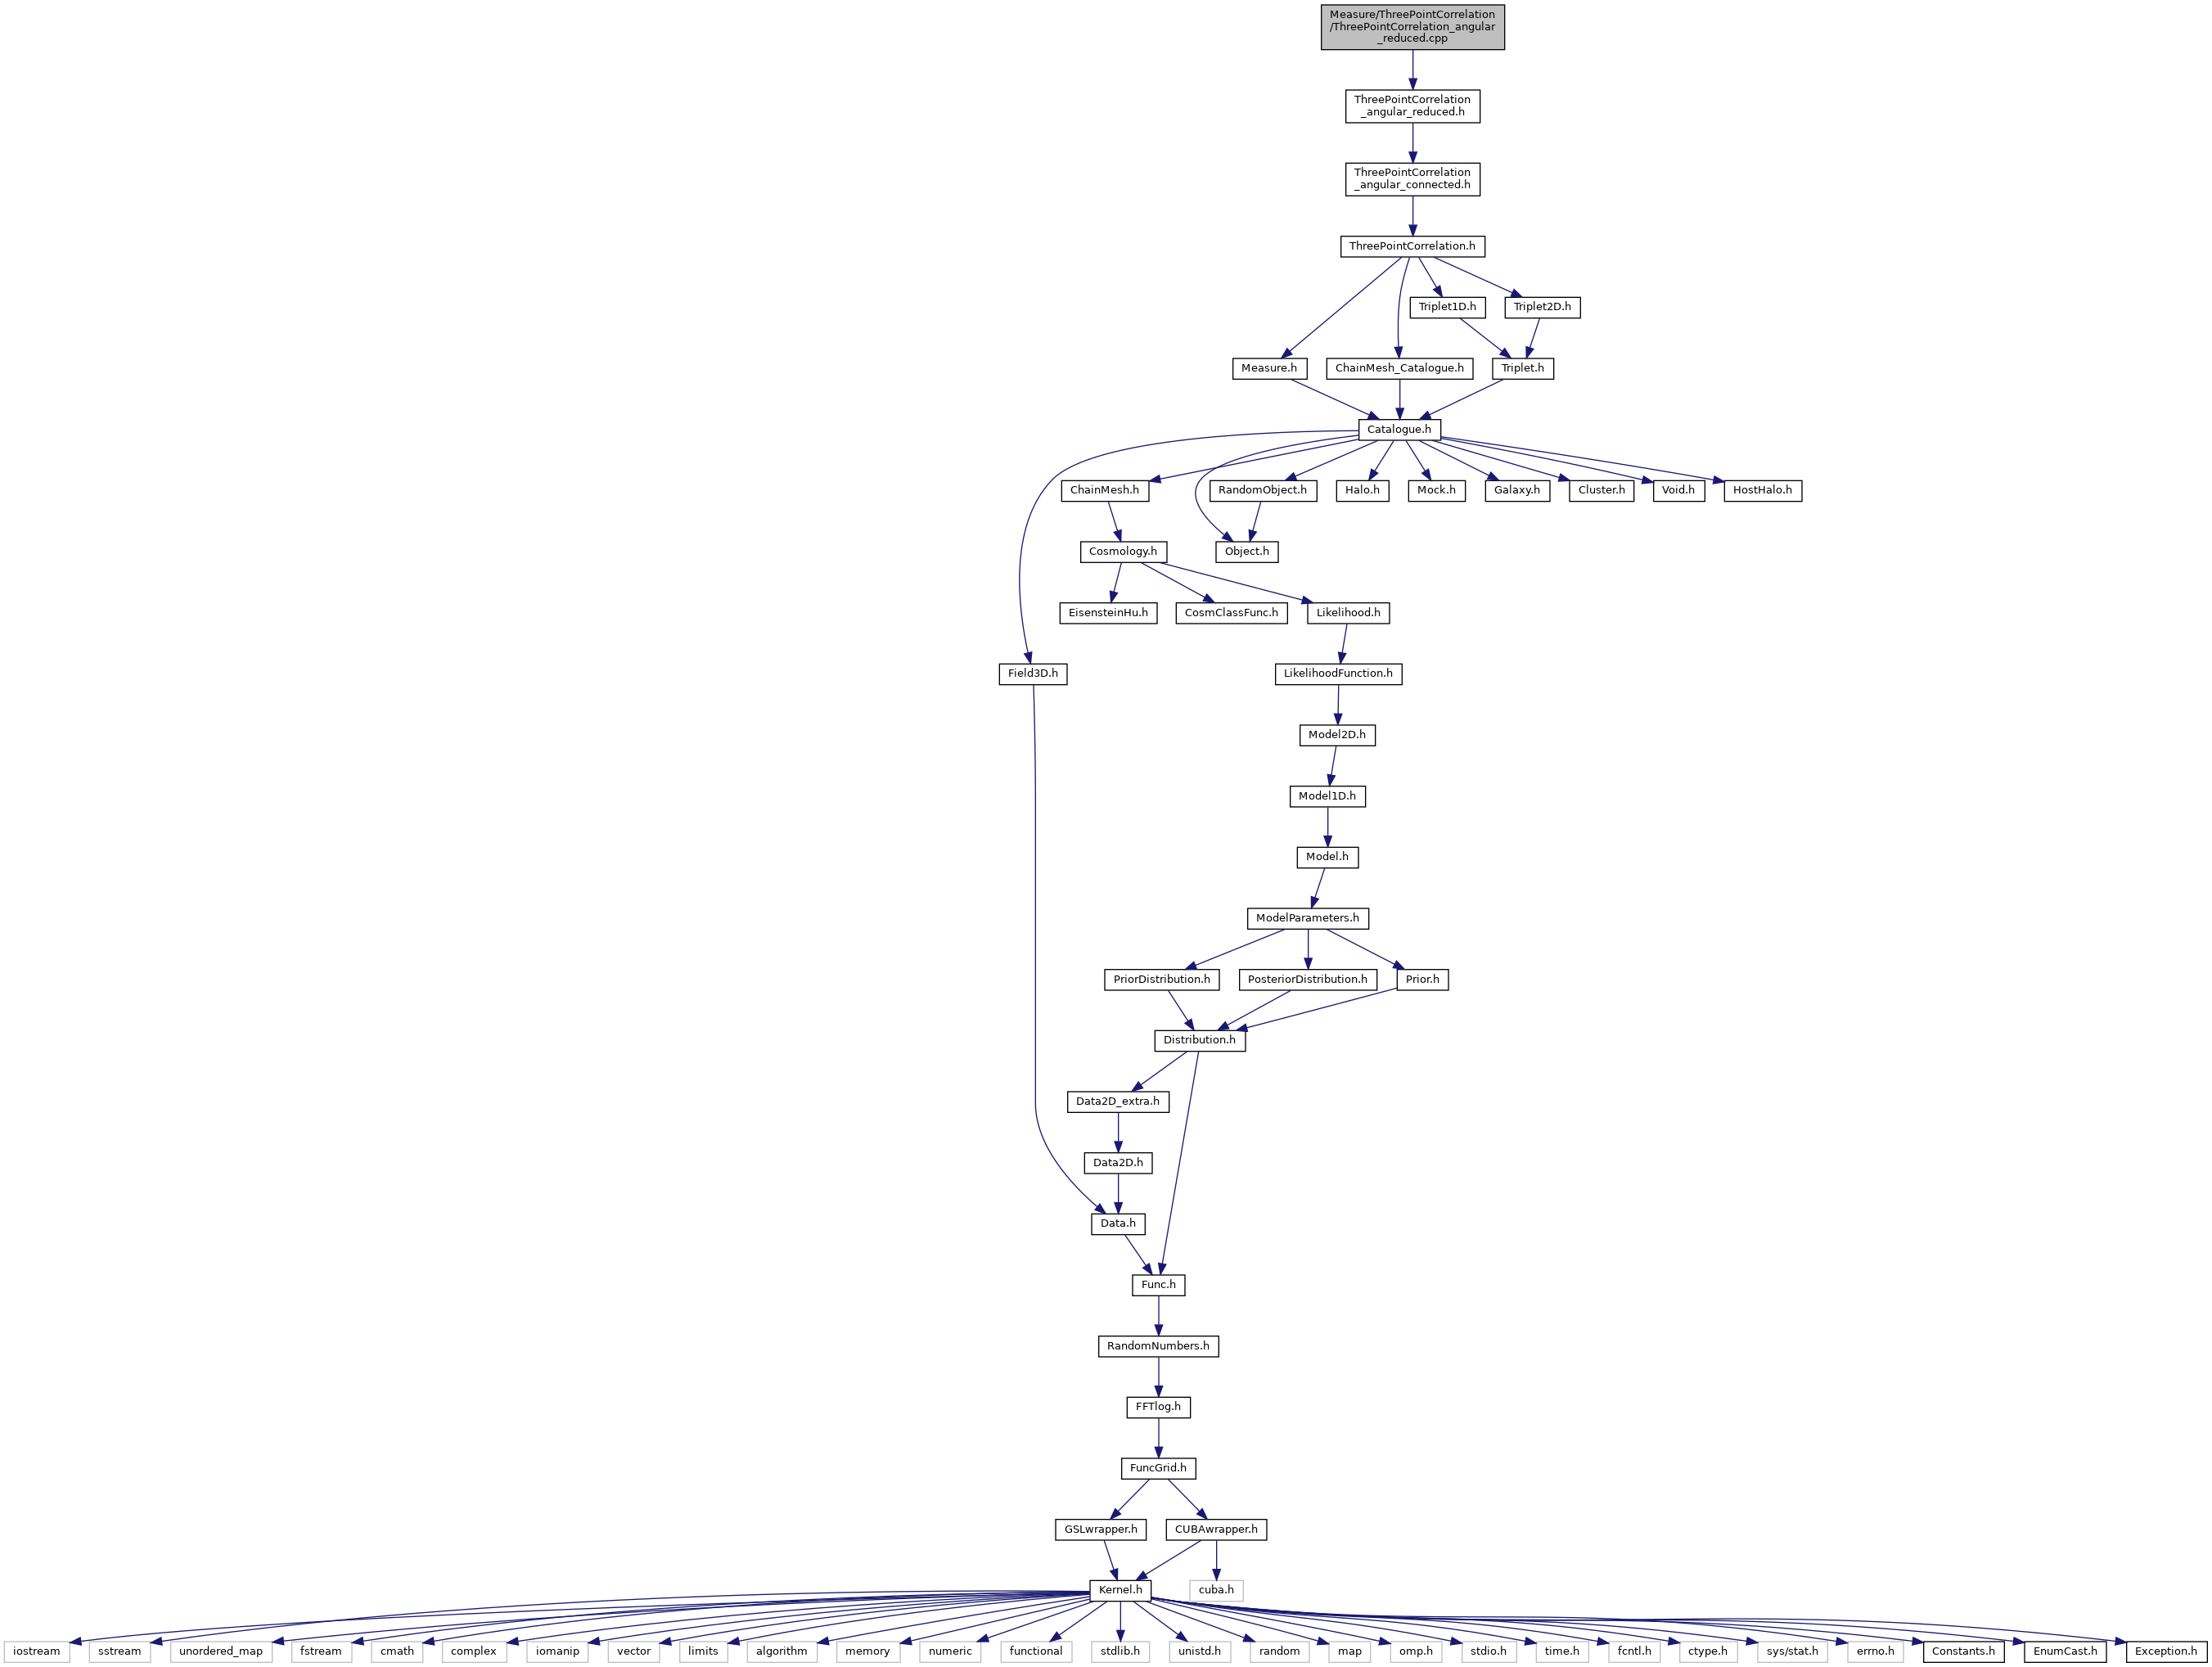 Measure/ThreePointCorrelation
/ThreePointCorrelation_angular
_reduced.cpp
ThreePointCorrelation
_angular_reduced.h
ThreePointCorrelation
_angular_connected.h
ThreePointCorrelation.h
Triplet1D.h
Triplet2D.h
Measure.h
ChainMesh_Catalogue.h
Triplet.h
Catalogue.h
ChainMesh.h
RandomObject.h
Halo.h
Mock.h
Galaxy.h
Cluster.h
Void.h
HostHalo.h
Cosmology.h
Object.h
EisensteinHu.h
CosmClassFunc.h
Likelihood.h
Field3D.h
LikelihoodFunction.h
Model2D.h
Model1D.h
Model.h
ModelParameters.h
PriorDistribution.h
PosteriorDistribution.h
Prior.h
Distribution.h
Data2D_extra.h
Data2D.h
Data.h
Func.h
RandomNumbers.h
FFTlog.h
FuncGrid.h
GSLwrapper.h
CUBAwrapper.h
Kernel.h
cuba.h
iostream
sstream
unordered_map
fstream
cmath
complex
iomanip
vector
limits
algorithm
memory
numeric
functional
stdlib.h
unistd.h
random
map
omp.h
stdio.h
time.h
fcntl.h
ctype.h
sys/stat.h
errno.h
Constants.h
EnumCast.h
Exception.h